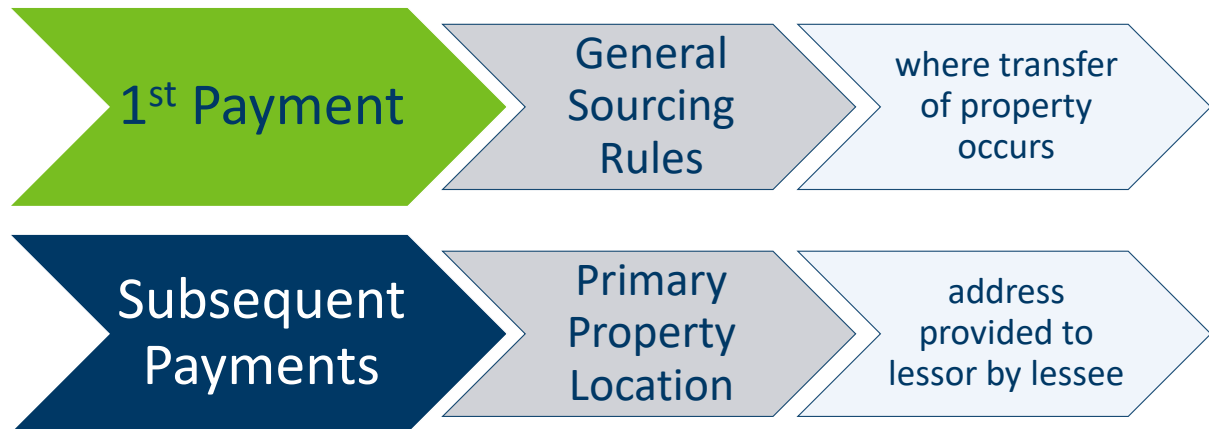 1st Payment
General
Sourcing
Rules
where transfer
of property
occurs
Subsequent
Payments
Primary
Property
Location
address
provided to
lessor by lessee